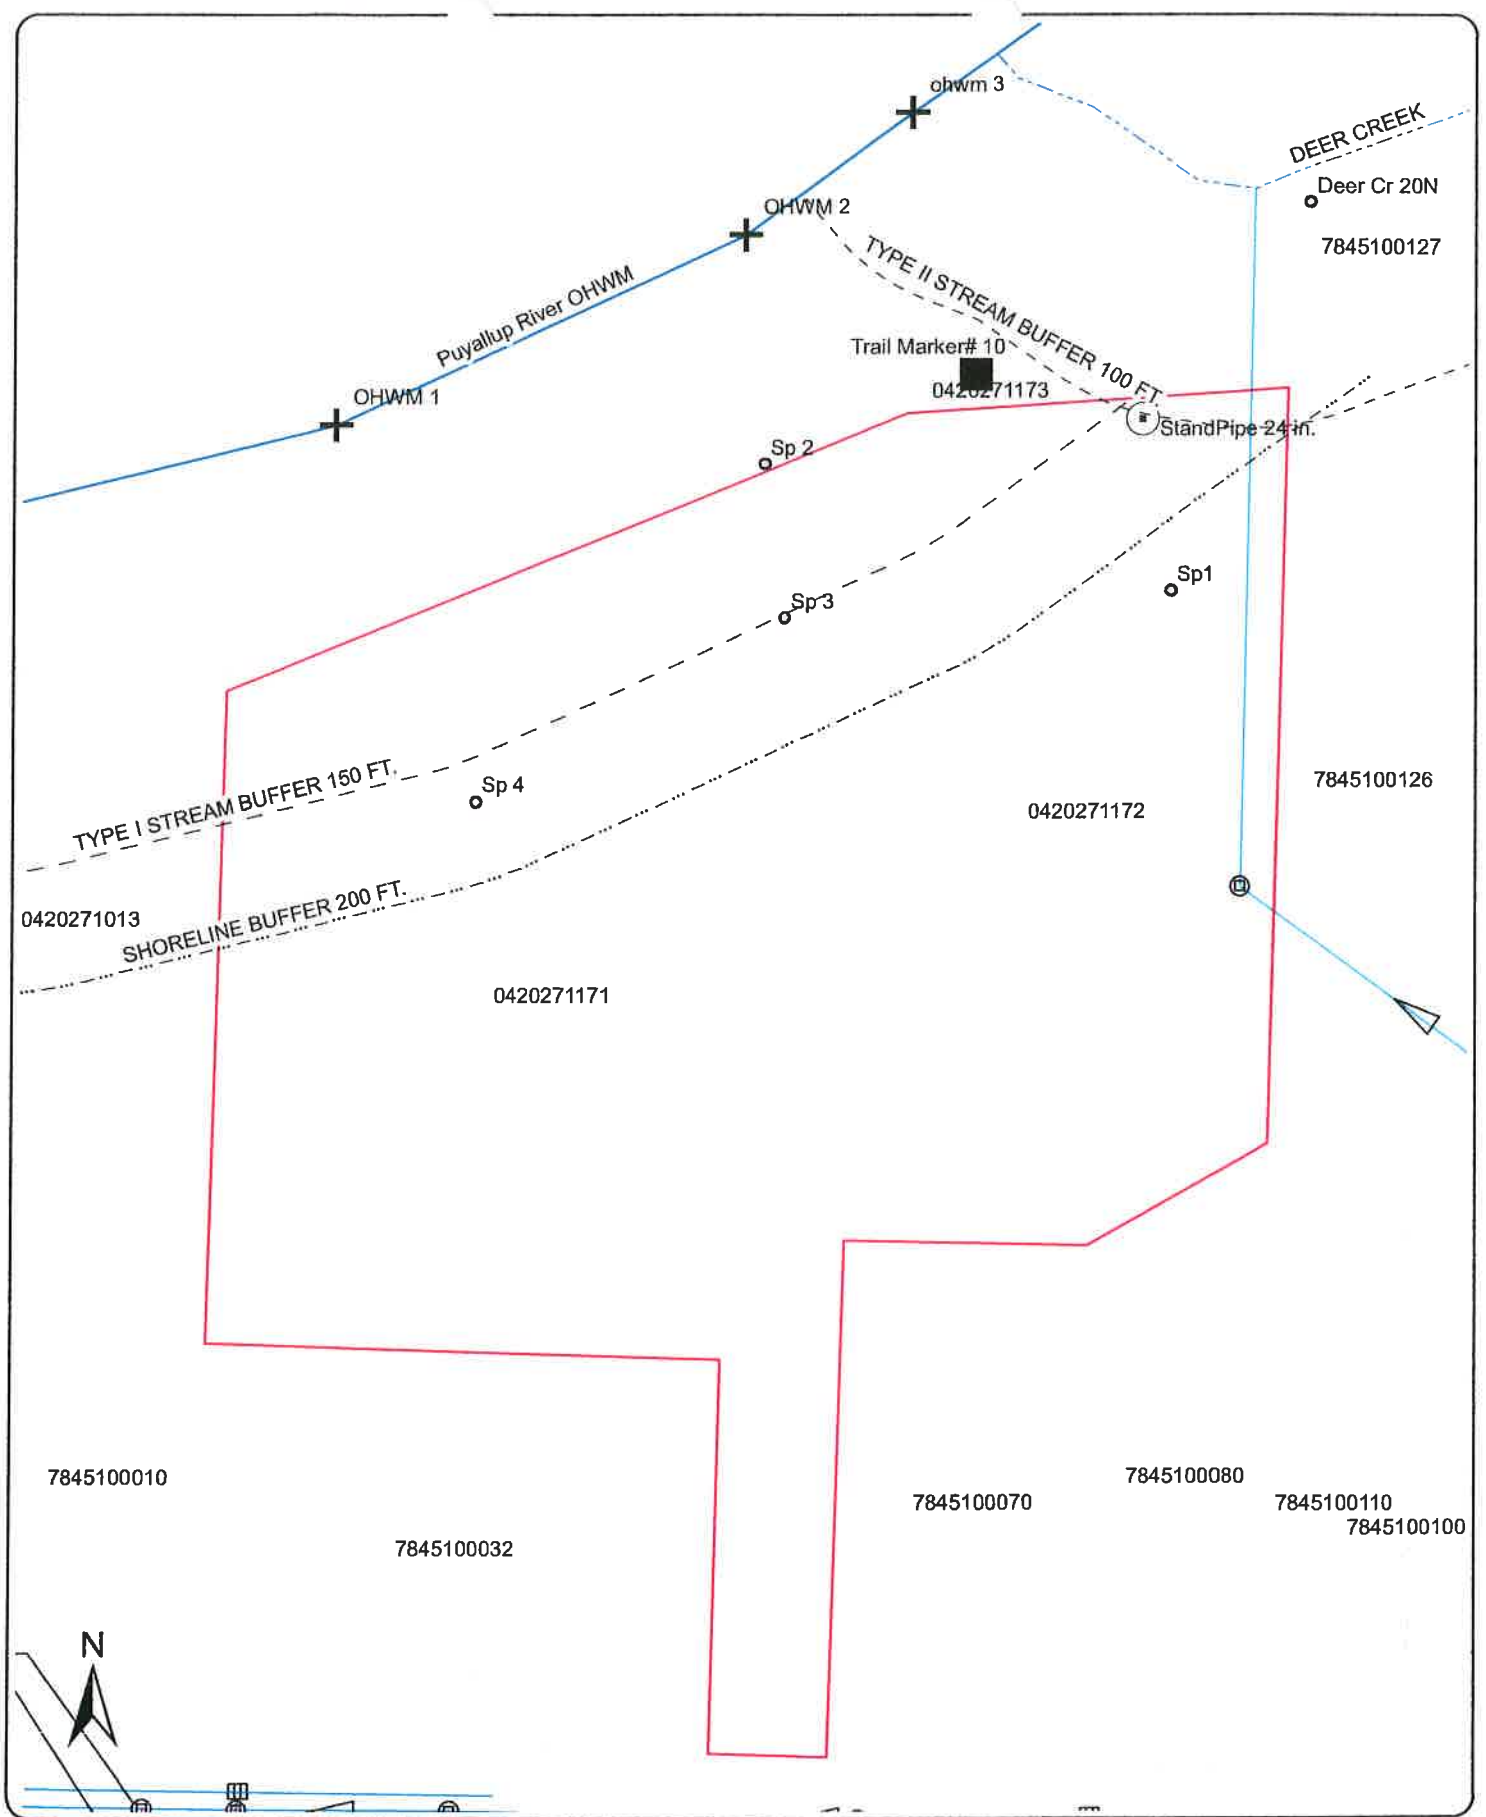 ohwm 3
DEER CREEK
Deer Cr 20N
OHWM 2
7845100127
TYPE II STREAM BUFFER 100 FT.
Puyallup River OHWM
Trail Marker# 10
0420271173
OHWM 1
StandPipe 24 in.
Sp 2
Sp1
Sp 3
TYPE I STREAM BUFFER 150 FT.
Sp 4
7845100126
0420271172
SHORELINE BUFFER 200 FT.
0420271013
0420271171
7845100010
7845100080
7845100070
7845100110
7845100100
7845100032
N